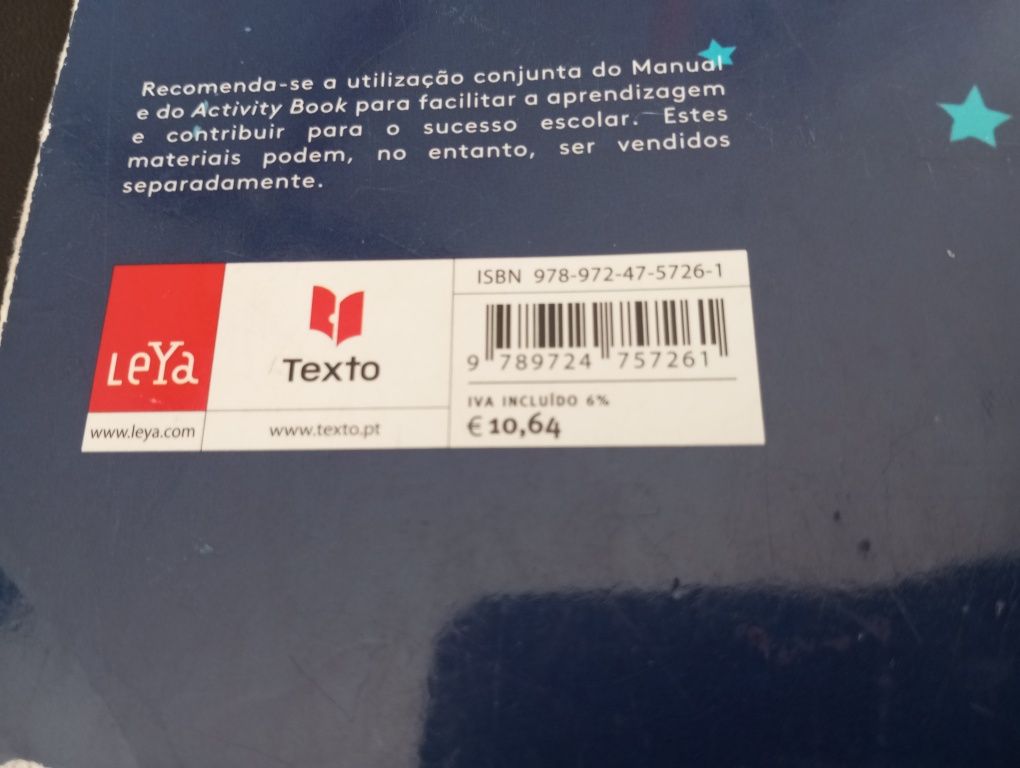 Recomenda-se a utilização conjunta do Manual
e do Activity Book para facilitar a aprendizagem
e contribuir para o sucesso escolar. Estes
materiais podem, no entanto, ser vendidos
separadamente.
LeYa
www.leya.com
Texto
www.texto.pt
ISBN 978-972-47-5726-1
9 789724 757261
IVA INCLUÍDO 6%
€ 10,64